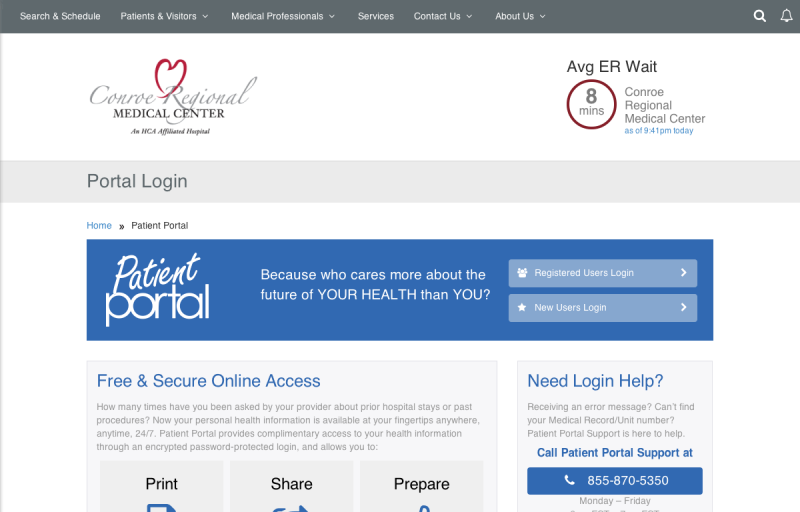 Search & Schedule Patients & Visitors Medical Professionals Services Contact Us About Us
Conroe Regional
MEDICAL CENTER
An HCA Affiliated Hospital
Avg ER Wait
8
mins
Conroe
Regional
Medical Center
as of 9:41pm today
Portal Login
Home » Patient Portal
Patient
portal
Because who cares more about the
future of YOUR HEALTH than YOU?
Registered Users Login
New Users Login
Free & Secure Online Access
How many times have you been asked by your provider about prior hospital stays or past
procedures? Now your personal health information is available at your fingertips anywhere,
anytime, 24/7. Patient Portal provides complimentary access to your health information
through an encrypted password-protected login, and allows you to:
Print
Share
Prepare
Need Login Help?
Receiving an error message? Can't find
your Medical Record/Unit number?
Patient Portal Support is here to help.
Call Patient Portal Support at
855-870-5350
Monday – Friday